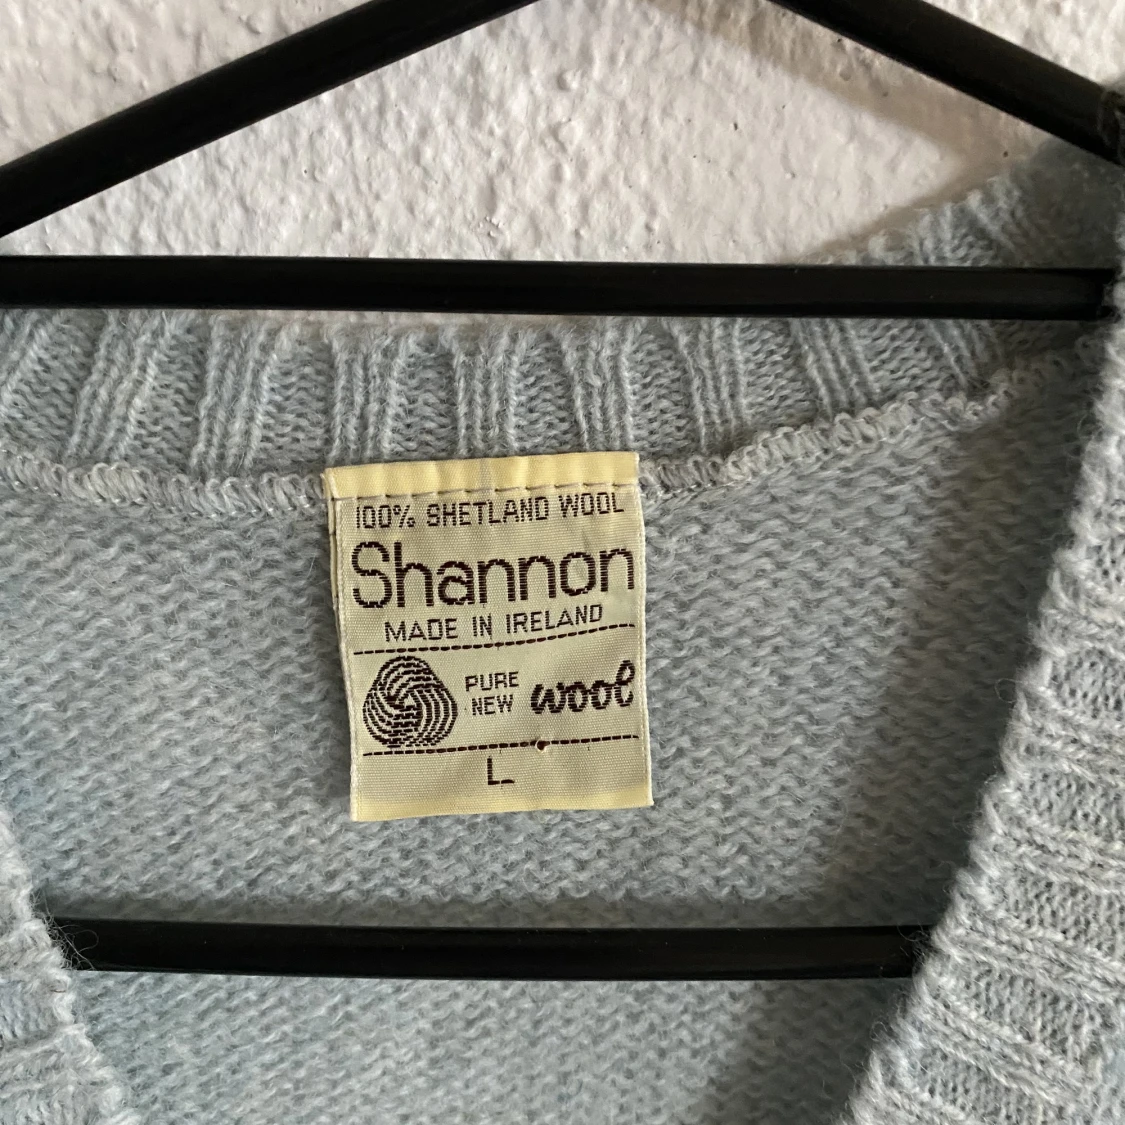 100% SHETLAND WOOL
Shannon
MADE IN IRELAND
PURE NEW wool
L